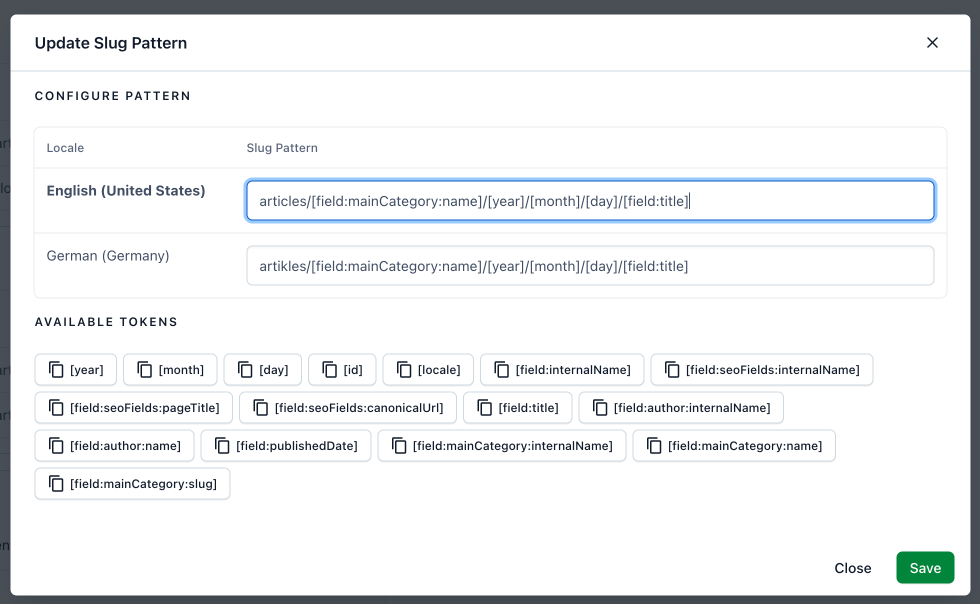 Update Slug Pattern
CONFIGURE PATTERN
Locale Slug Pattern
English (United States) articles/[field:mainCategory:name]/[year]/[month]/[day]/[field:title]
German (Germany) artikles/[field:mainCategory:name]/[year]/[month]/[day]/[field:title]
AVAILABLE TOKENS
[year] [month] [day] [id] [locale] [field:internalName] [field:seoFields:internalName]
[field:seoFields:pageTitle] [field:seoFields:canonicalUrl] [field:title] [field:author:internalName]
[field:author:name] [field:publishedDate] [field:mainCategory:internalName] [field:mainCategory:name]
[field:mainCategory:slug]
Close Save